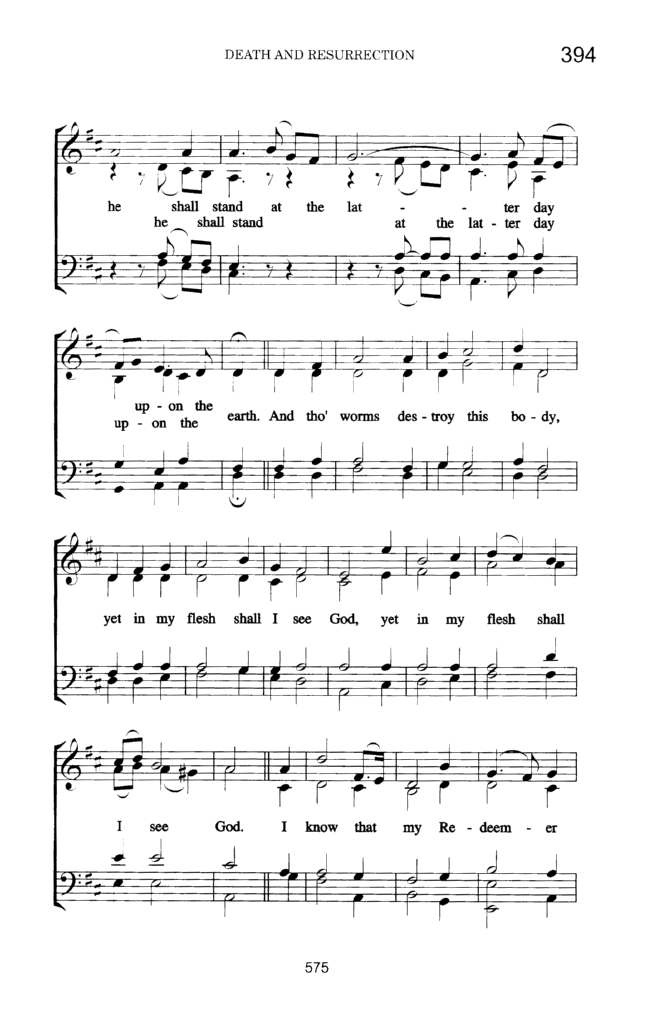 DEATH AND RESURRECTION 394
he shall stand at the lat - - ter day
he shall stand at the lat - ter day
up - on the
up - on the earth. And tho' worms des - troy this bo - dy,
yet in my flesh shall I see God, yet in my flesh shall
I see God. I know that my Re - deem - er
575